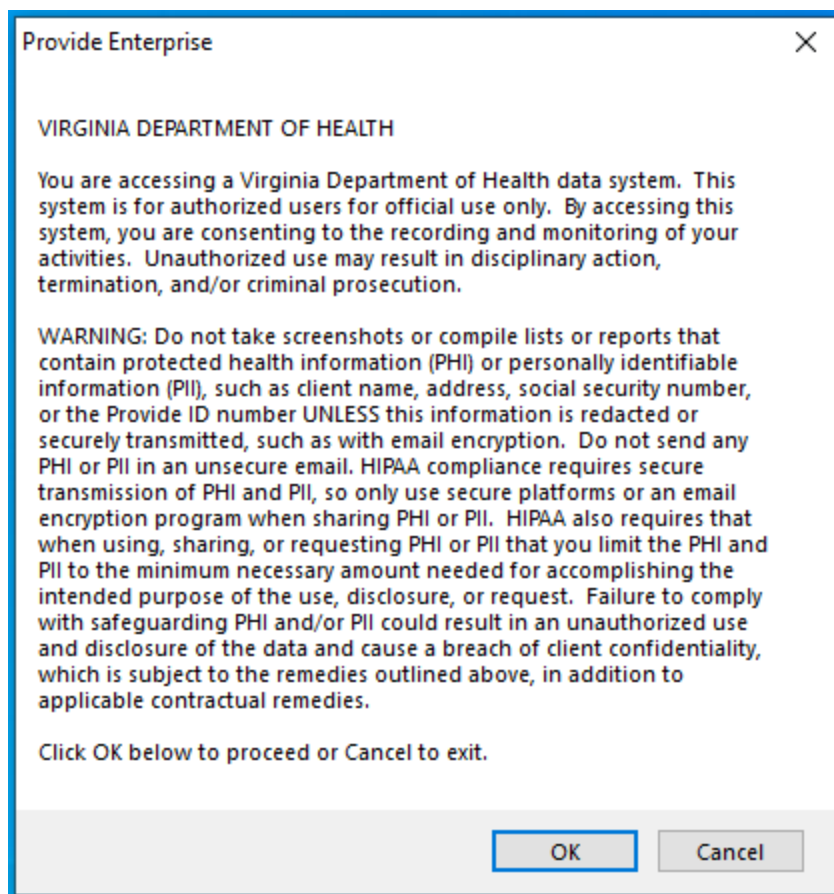 Provide Enterprise
VIRGINIA DEPARTMENT OF HEALTH
You are accessing a Virginia Department of Health data system.  This
system is for authorized users for official use only.  By accessing this
system, you are consenting to the recording and monitoring of your
activities.  Unauthorized use may result in disciplinary action,
termination, and/or criminal prosecution.
WARNING: Do not take screenshots or compile lists or reports that
contain protected health information (PHI) or personally identifiable
information (PII), such as client name, address, social security number,
or the Provide ID number UNLESS this information is redacted or
securely transmitted, such as with email encryption.  Do not send any
PHI or PII in an unsecure email. HIPAA compliance requires secure
transmission of PHI and PII, so only use secure platforms or an email
encryption program when sharing PHI or PII.  HIPAA also requires that
when using, sharing, or requesting PHI or PII that you limit the PHI and
PII to the minimum necessary amount needed for accomplishing the
intended purpose of the use, disclosure, or request.  Failure to comply
with safeguarding PHI and/or PII could result in an unauthorized use
and disclosure of the data and cause a breach of client confidentiality,
which is subject to the remedies outlined above, in addition to
applicable contractual remedies.
Click OK below to proceed or Cancel to exit.
OK Cancel